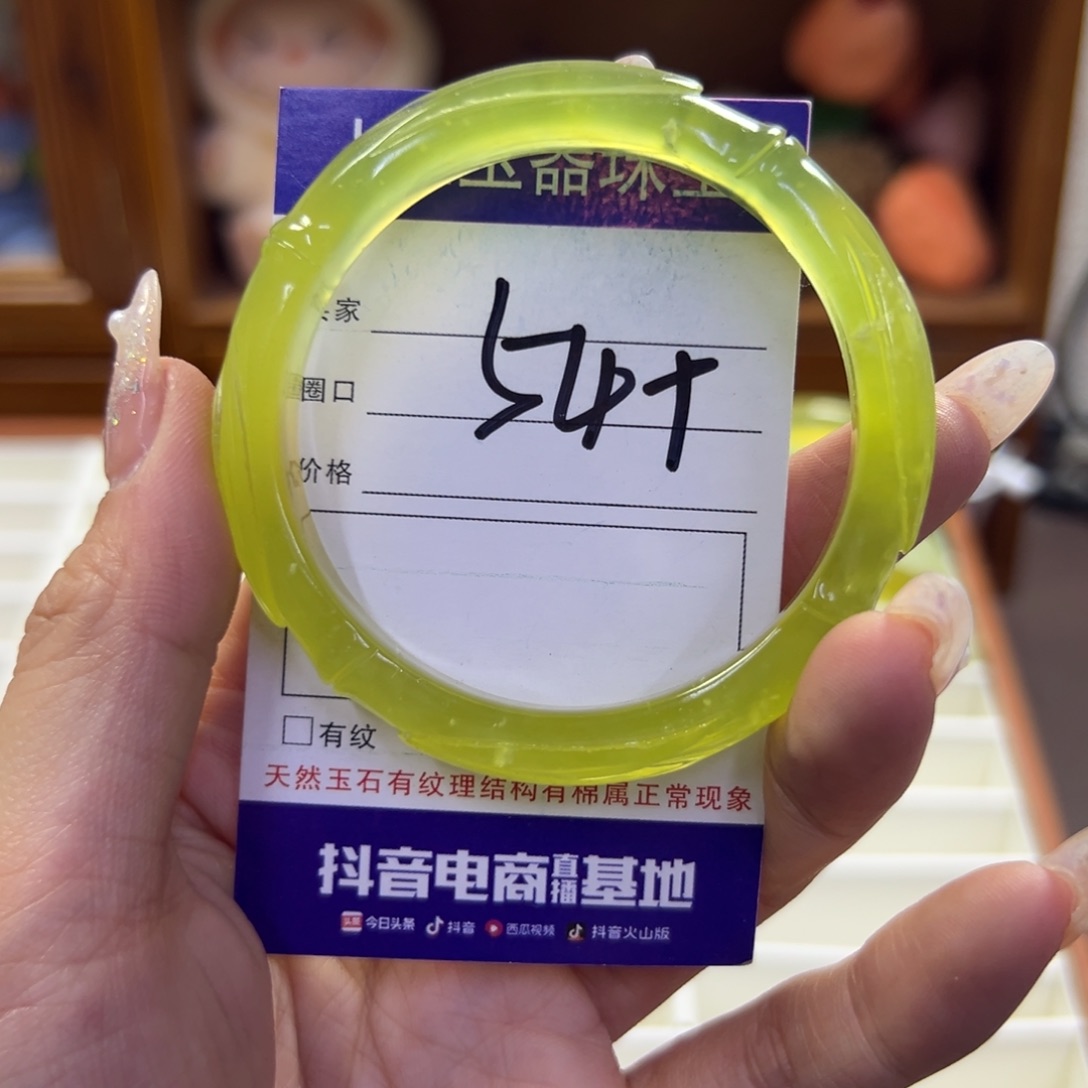 玉器珠宝
家
圈口
54+
价格
有纹
天然玉石有纹理结构有棉属正常现象
抖音电商直播基地
今日头条 抖音 西瓜视频 抖音火山版